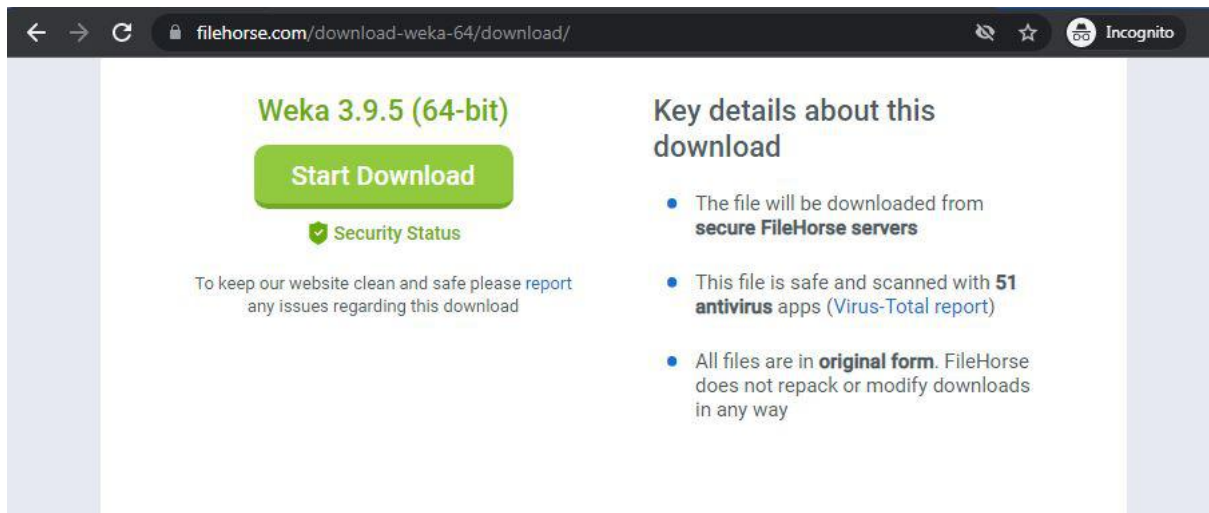 filehorse.com/download-weka-64/download/
Incognito
Weka 3.9.5 (64-bit)
Start Download
Security Status
To keep our website clean and safe please report
any issues regarding this download
Key details about this
download
The file will be downloaded from
secure FileHorse servers
This file is safe and scanned with 51
antivirus apps (Virus-Total report)
All files are in original form. FileHorse
does not repack or modify downloads
in any way